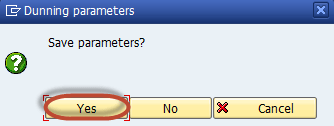 Dunning parameters
Save parameters?
Yes No Cancel